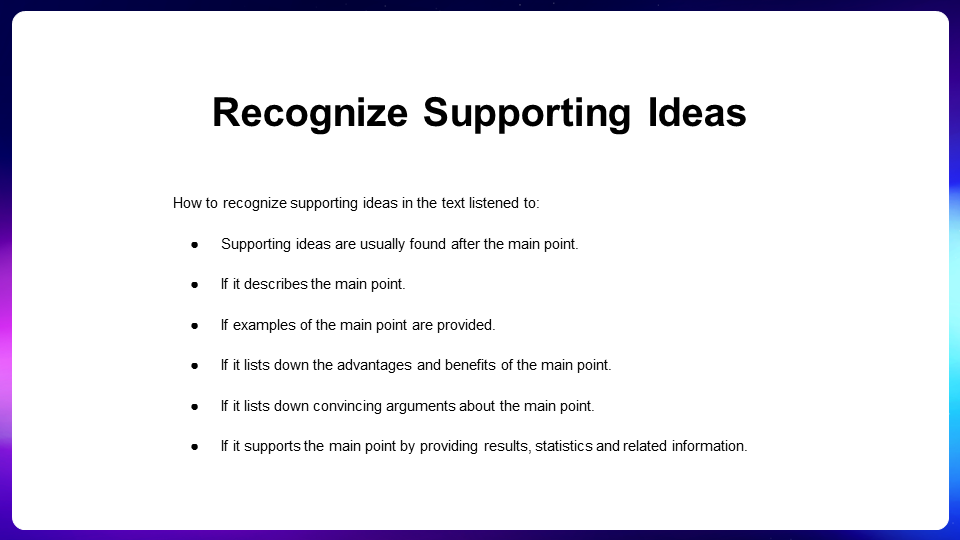 Recognize Supporting Ideas
How to recognize supporting ideas in the text listened to:
● Supporting ideas are usually found after the main point.
● If it describes the main point.
● If examples of the main point are provided.
● If it lists down the advantages and benefits of the main point.
● If it lists down convincing arguments about the main point.
● If it supports the main point by providing results, statistics and related information.